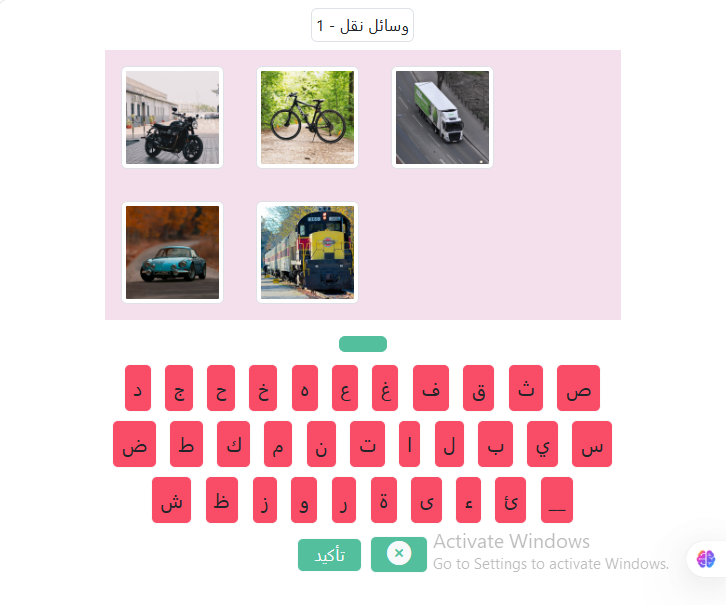 وسائل نقل - 1
ص ث ق ف غ ع ه خ ح ج د
س ي ب ل ا ت ن م ك ط ض
_ ئ ء ى ة ر و ز ظ ش
تأكيد
Activate Windows
Go to Settings to activate Windows.